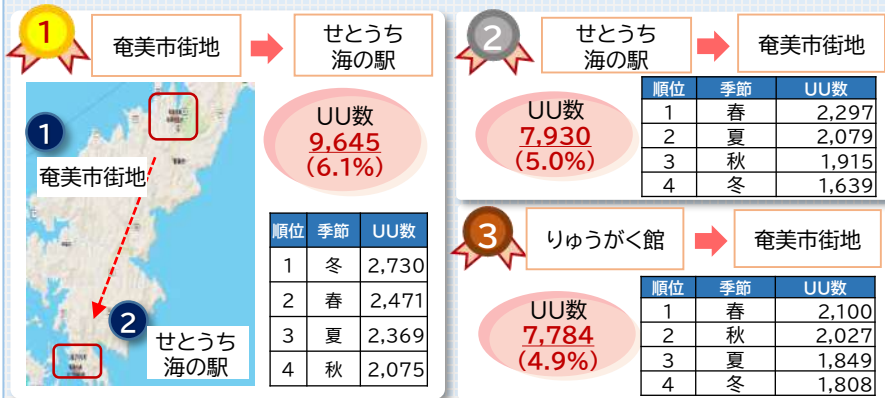 1
奄美市街地
せとうち
海の駅
1
奄美市街地
2
せとうち
海の駅
UU数
9,645
(6.1%)
順位 季節 UU数
1 冬 2,730
2 春 2,471
3 夏 2,369
4 秋 2,075
2
せとうち
海の駅
奄美市街地
UU数
7,930
(5.0%)
順位 季節 UU数
1 春 2,297
2 夏 2,079
3 秋 1,915
4 冬 1,639
3
りゅうがく館
奄美市街地
UU数
7,784
(4.9%)
順位 季節 UU数
1 春 2,100
2 秋 2,027
3 夏 1,849
4 冬 1,808